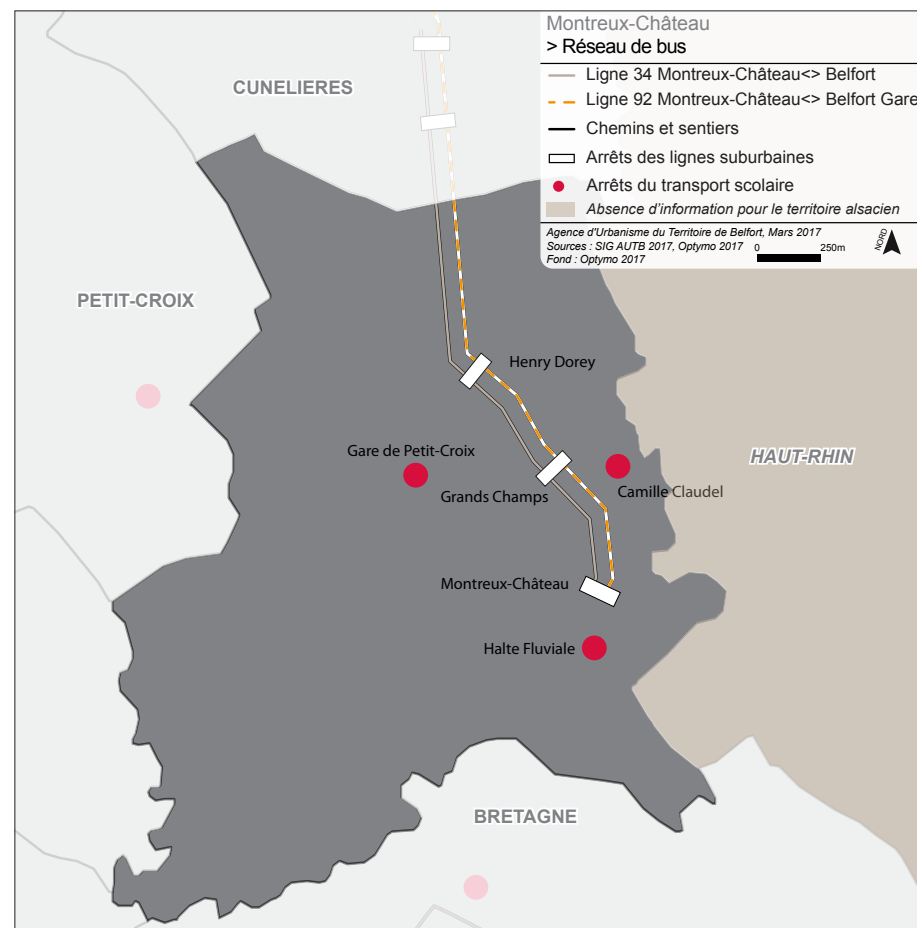 Montreux-Château
> Réseau de bus
Ligne 34 Montreux-Château<> Belfort
Ligne 92 Montreux-Château<> Belfort Gare
Chemins et sentiers
Arrêts des lignes suburbaines
Arrêts du transport scolaire
Absence d'information pour le territoire alsacien
Agence d'Urbanisme du Territoire de Belfort, Mars 2017
Sources : SIG AUTB 2017, Optymo 2017
Fond : Optymo 2017
0 250m
NORD
CUNELIERES
PETIT-CROIX
Henry Dorey
Gare de Petit-Croix
HAUT-RHIN
Grands Champs
Camille Claudel
Montreux-Château
Halte Fluviale
BRETAGNE